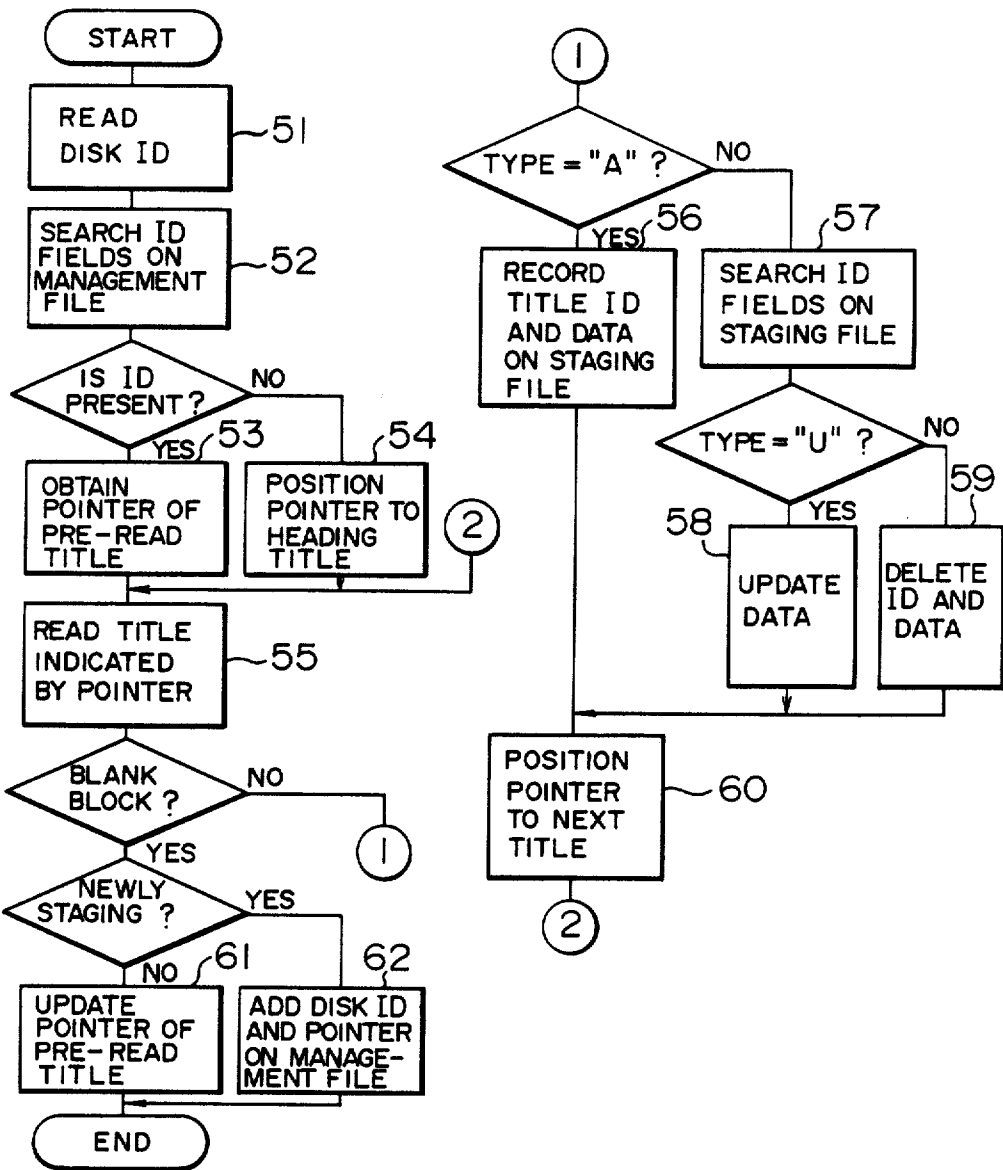 START
READ
DISK ID
51
SEARCH ID
FIELDS ON
MANAGEMENT
FILE
52
IS ID
PRESENT ?
NO
YES
53
OBTAIN
POINTER OF
PRE-READ
TITLE
54
POSITION
POINTER TO
HEADING
TITLE
2
READ TITLE
INDICATED
BY POINTER
55
BLANK
BLOCK ?
NO
1
YES
NEWLY
STAGING ?
YES
NO
61
UPDATE
POINTER OF
PRE-READ
TITLE
62
ADD DISK ID
AND POINTER
ON MANAGE-
MENT FILE
END
1
TYPE = "A" ?
NO
YES
56
RECORD
TITLE ID
AND DATA
ON STAGING
FILE
57
SEARCH ID
FIELDS ON
STAGING FILE
TYPE = "U" ?
NO
YES
58
UPDATE
DATA
59
DELETE
ID AND
DATA
POSITION
POINTER
TO NEXT
TITLE
60
2